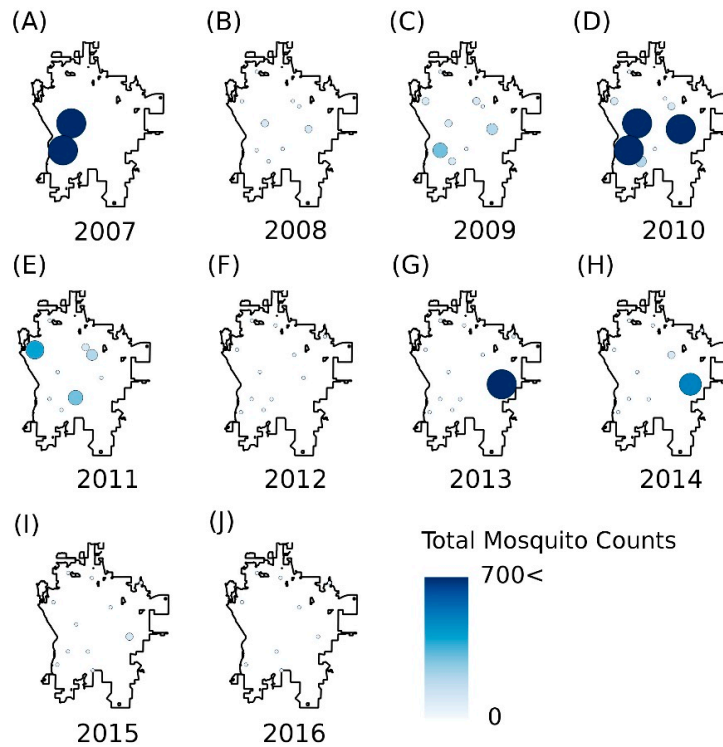 (A) (B) (C) (D)
2007 2008 2009 2010
(E) (F) (G) (H)
2011 2012 2013 2014
(I) (J)
Total Mosquito Counts
700<
0
2015 2016